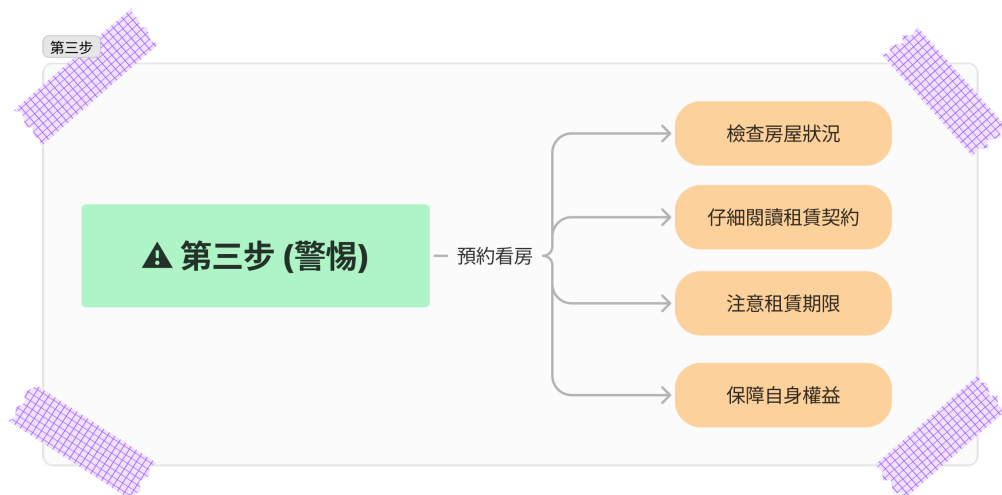 第三步
⚠ 第三步 (警惕)
預約看房
檢查房屋狀況
仔細閱讀租賃契約
注意租賃期限
保障自身權益